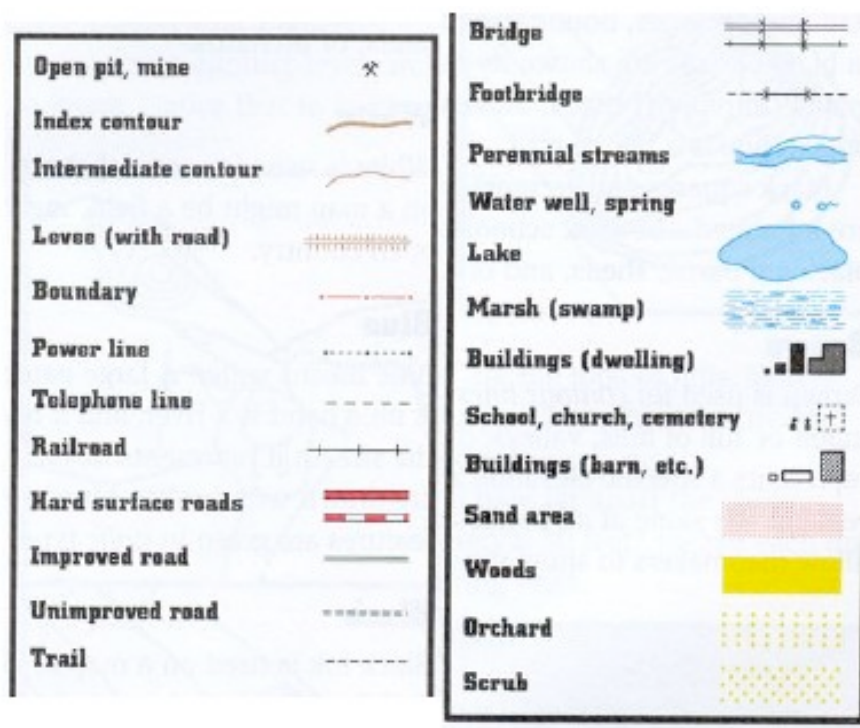 Open pit, mine
Index contour
Intermediate contour
Levee (with road)
Boundary
Power line
Telephone line
Railroad
Hard surface roads
Improved road
Unimproved road
Trail
Bridge
Footbridge
Perennial streams
Water well, spring
Lake
Marsh (swamp)
Buildings (dwelling)
School, church, cemetery
Buildings (barn, etc.)
Sand area
Woods
Orchard
Scrub